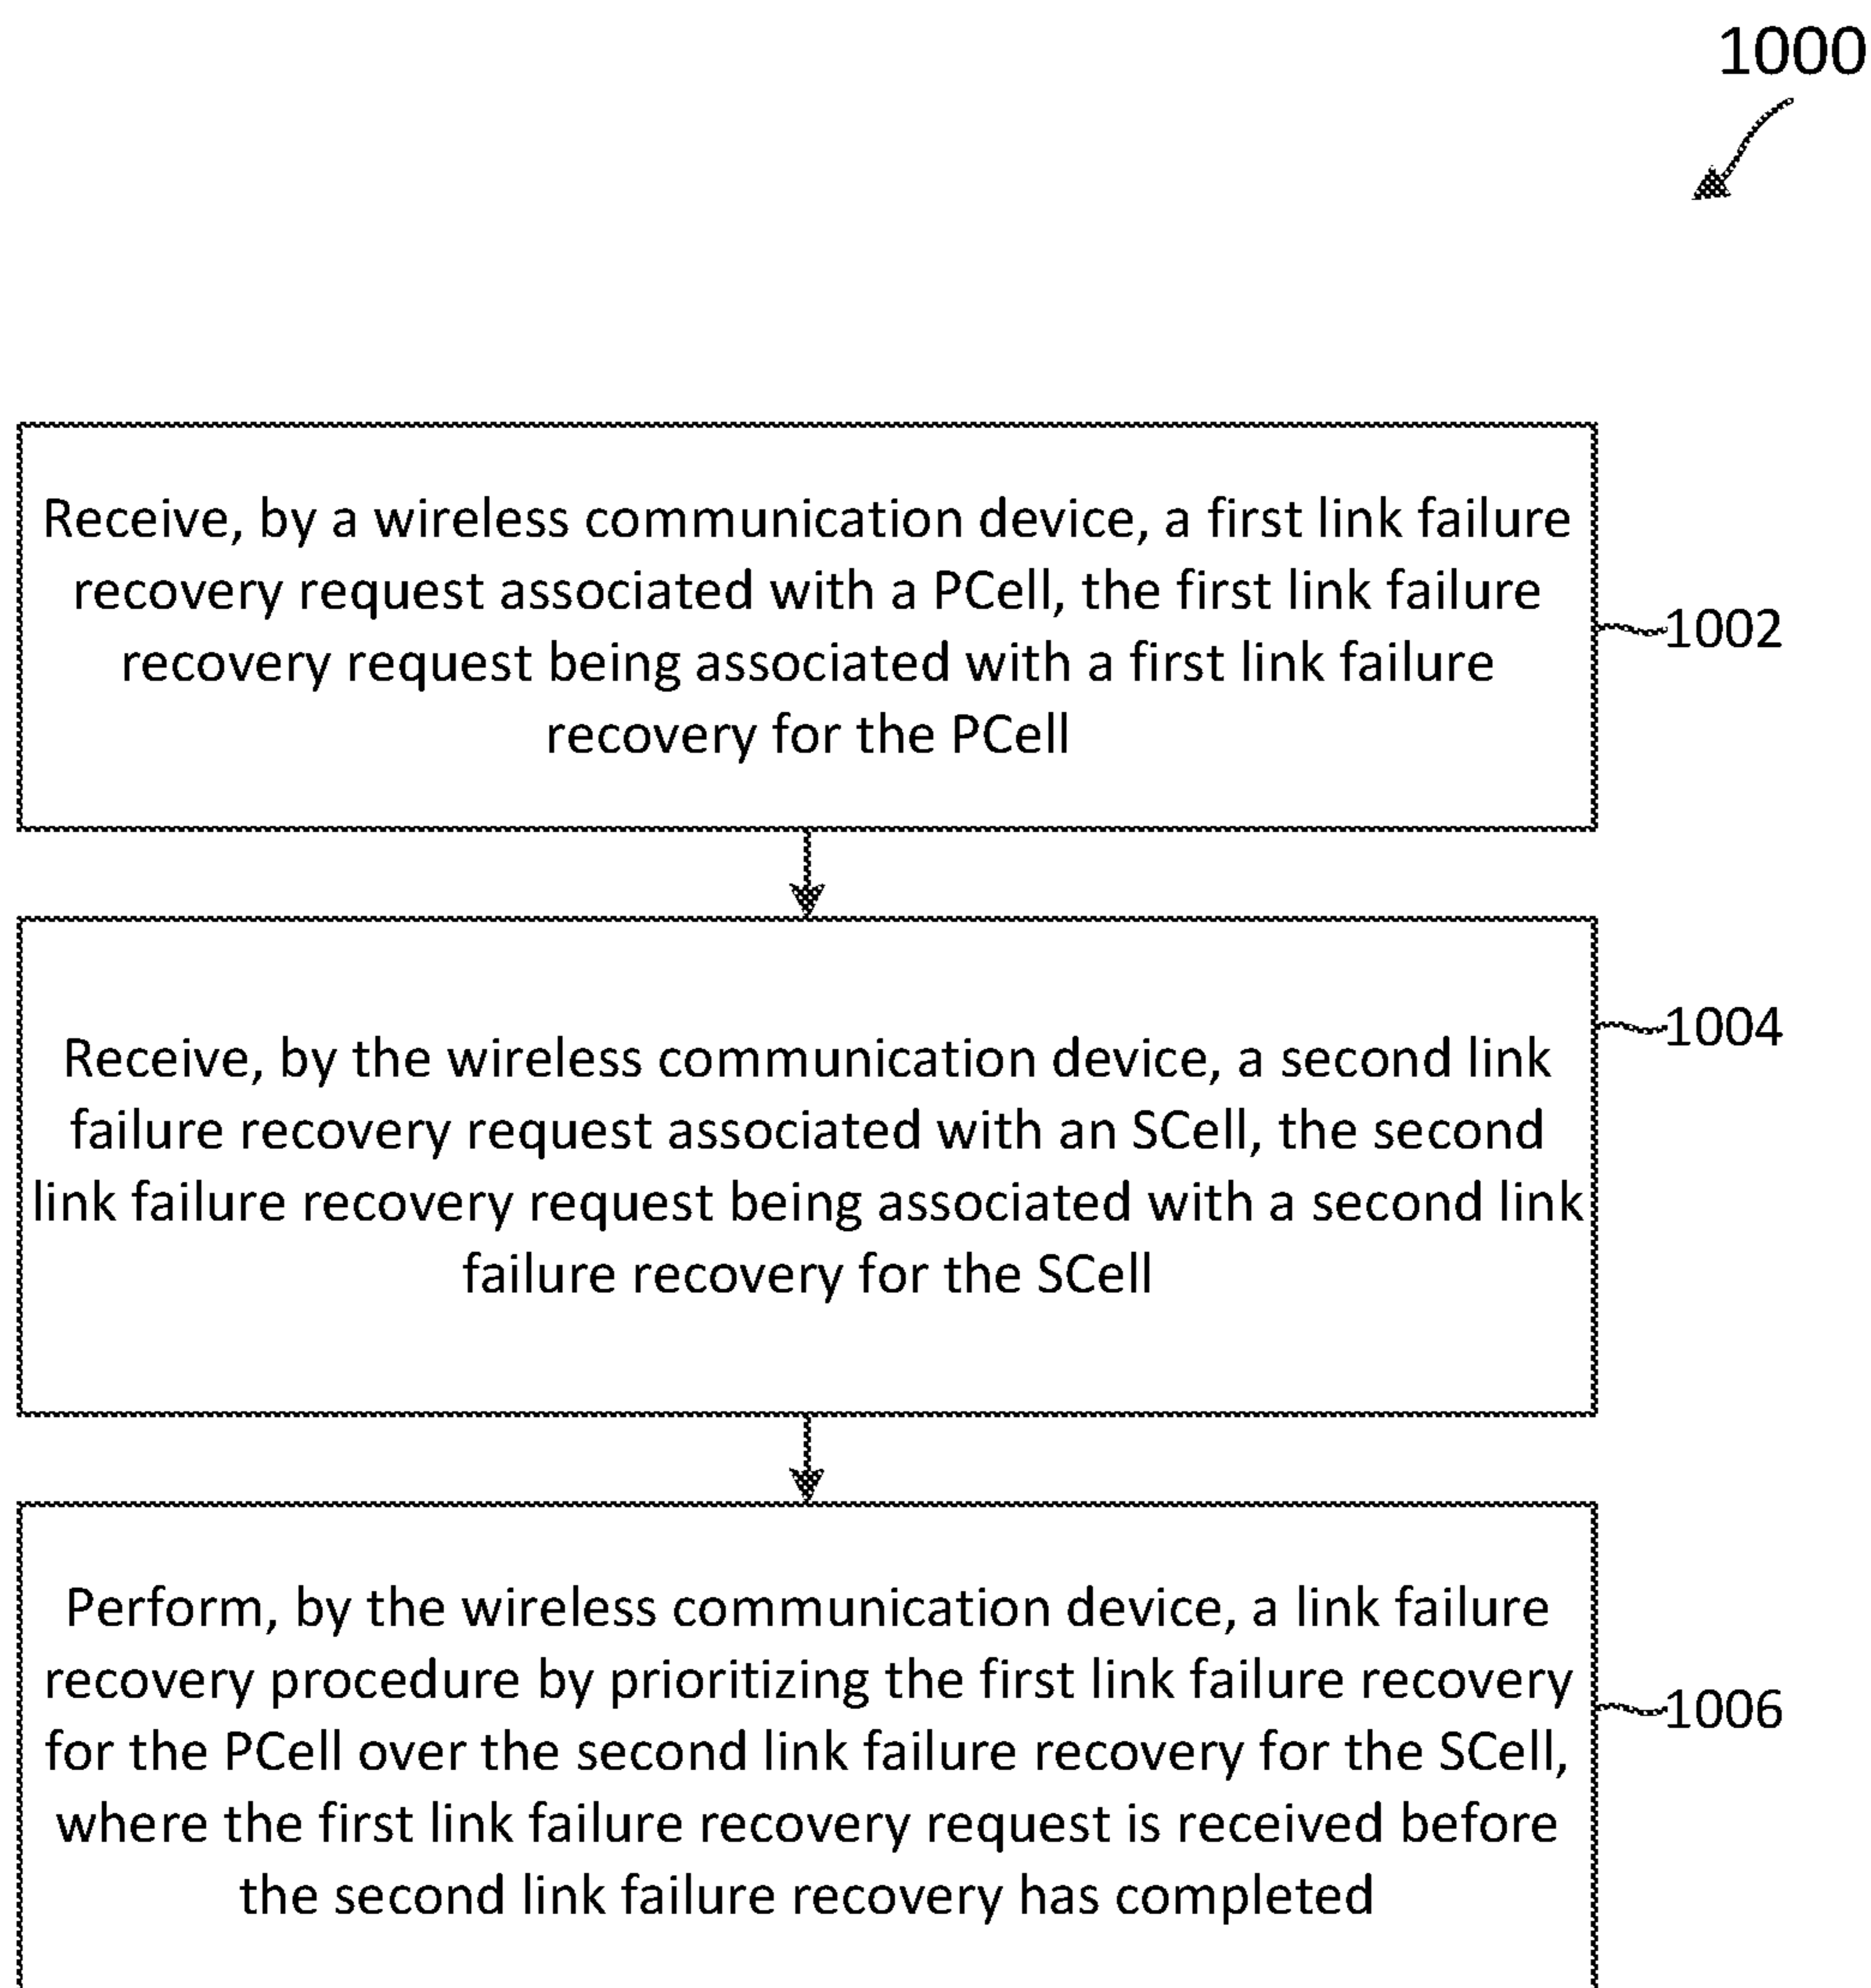 1000
Receive, by a wireless communication device, a first link failure
recovery request associated with a PCell, the first link failure
recovery request being associated with a first link failure
recovery for the PCell
1002
Receive, by the wireless communication device, a second link
failure recovery request associated with an SCell, the second
link failure recovery request being associated with a second link
failure recovery for the SCell
1004
Perform, by the wireless communication device, a link failure
recovery procedure by prioritizing the first link failure recovery
for the PCell over the second link failure recovery for the SCell,
where the first link failure recovery request is received before
the second link failure recovery has completed
1006